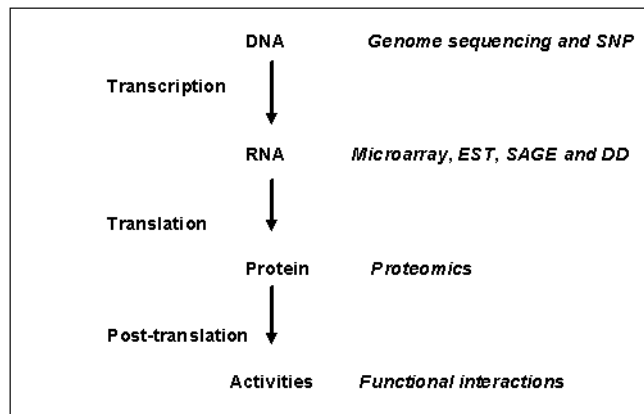 DNA Genome sequencing and SNP
Transcription
RNA Microarray, EST, SAGE and DD
Translation
Protein Proteomics
Post-translation
Activities Functional interactions